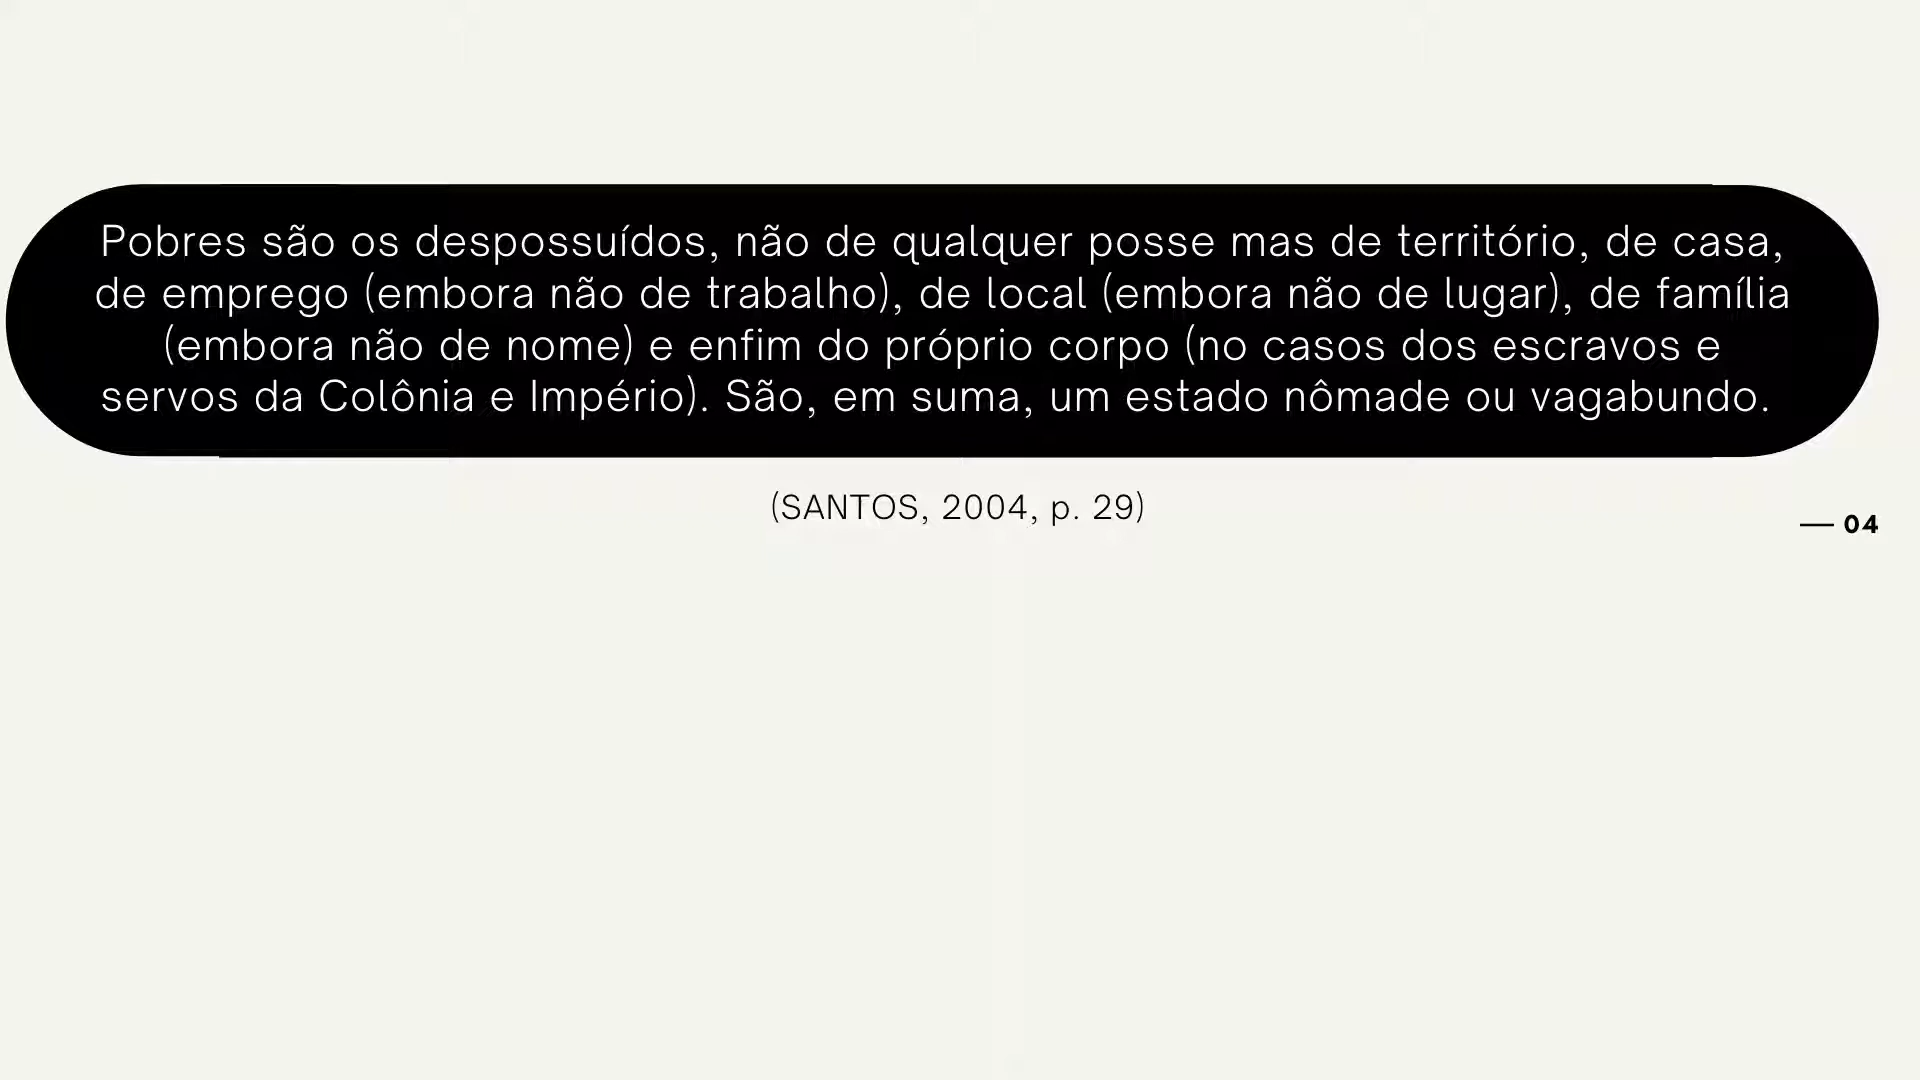 Pobres são os despossuídos, não de qualquer posse mas de território, de casa,
de emprego (embora não de trabalho), de local (embora não de lugar), de família
(embora não de nome) e enfim do próprio corpo (no casos dos escravos e
servos da Colônia e Império). São, em suma, um estado nômade ou vagabundo.
(SANTOS, 2004, p. 29)
— 04